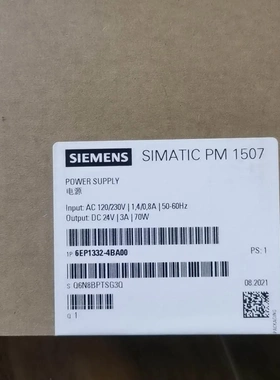 SIEMENS SIMATIC PM 1507
POWER SUPPLY
电源
Input: AC 120/230V | 1,4/0,8A | 50-60Hz
Output: DC 24V | 3A | 70W
1P 6EP1332-4BA00 PS:1
S Q6N8BPTSG3Q 08.2021
Q 1